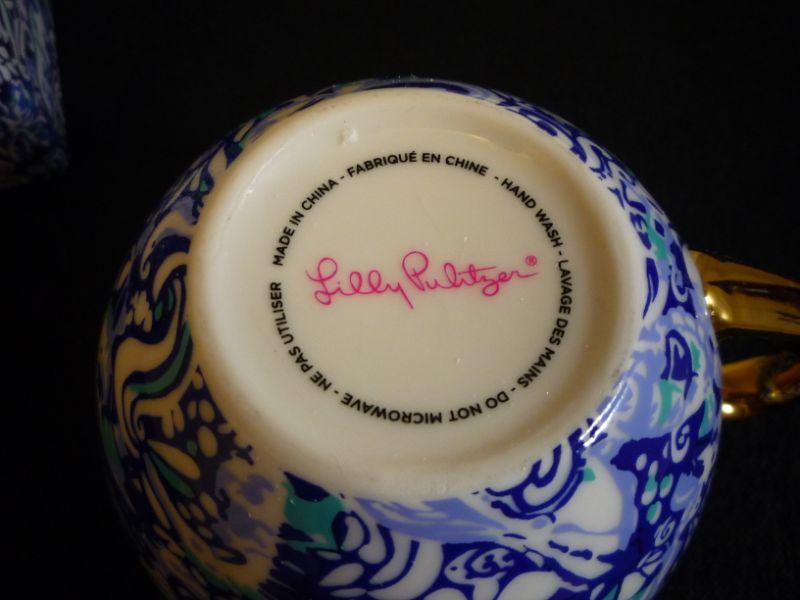 MADE IN CHINA - FABRIQUÉ EN CHINE - HAND WASH - LAVAGE DES MAINS - DO NOT MICROWAVE - NE PAS UTILISER
Lilly Pulitzer®